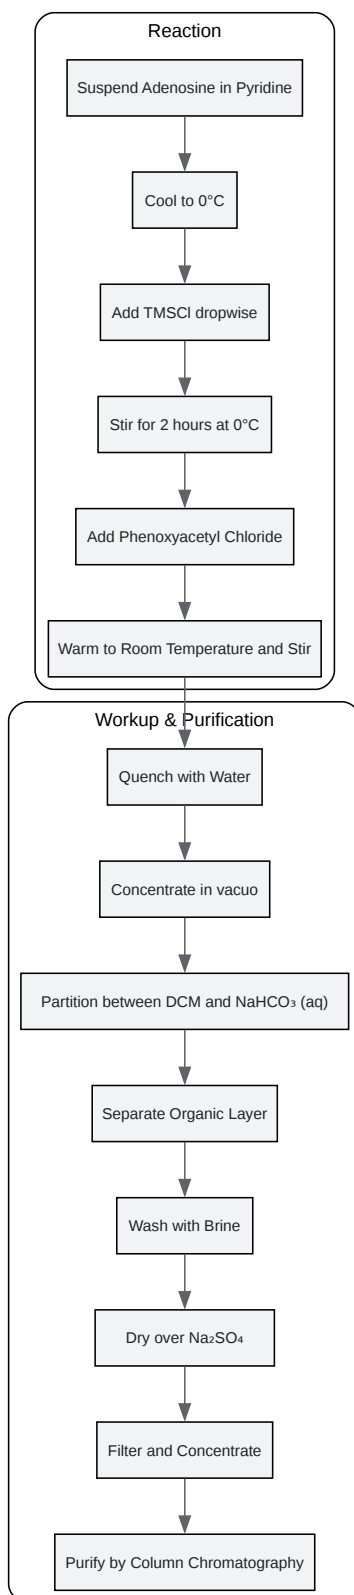 Reaction
Suspend Adenosine in Pyridine
Cool to 0°C
Add TMSCl dropwise
Stir for 2 hours at 0°C
Add Phenoxyacetyl Chloride
Warm to Room Temperature and Stir
Workup & Purification
Quench with Water
Concentrate in vacuo
Partition between DCM and NaHCO₃ (aq)
Separate Organic Layer
Wash with Brine
Dry over Na₂SO₄
Filter and Concentrate
Purify by Column Chromatography